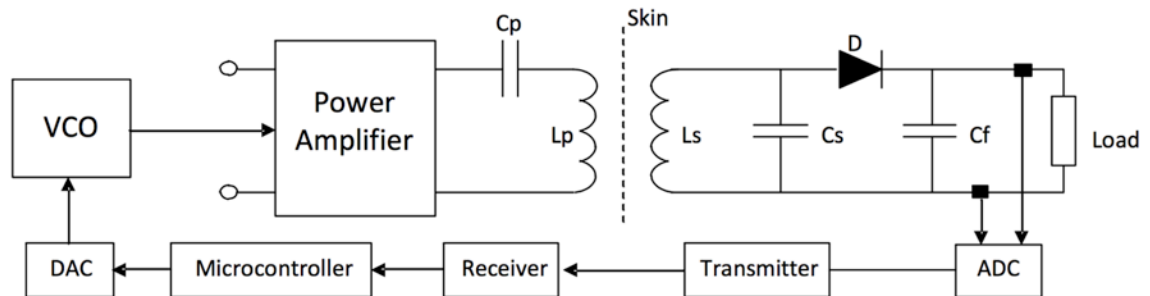 Cp
Skin
D
VCO
Power
Amplifier
Lp
Ls
Cs
Cf
Load
DAC
Microcontroller
Receiver
Transmitter
ADC